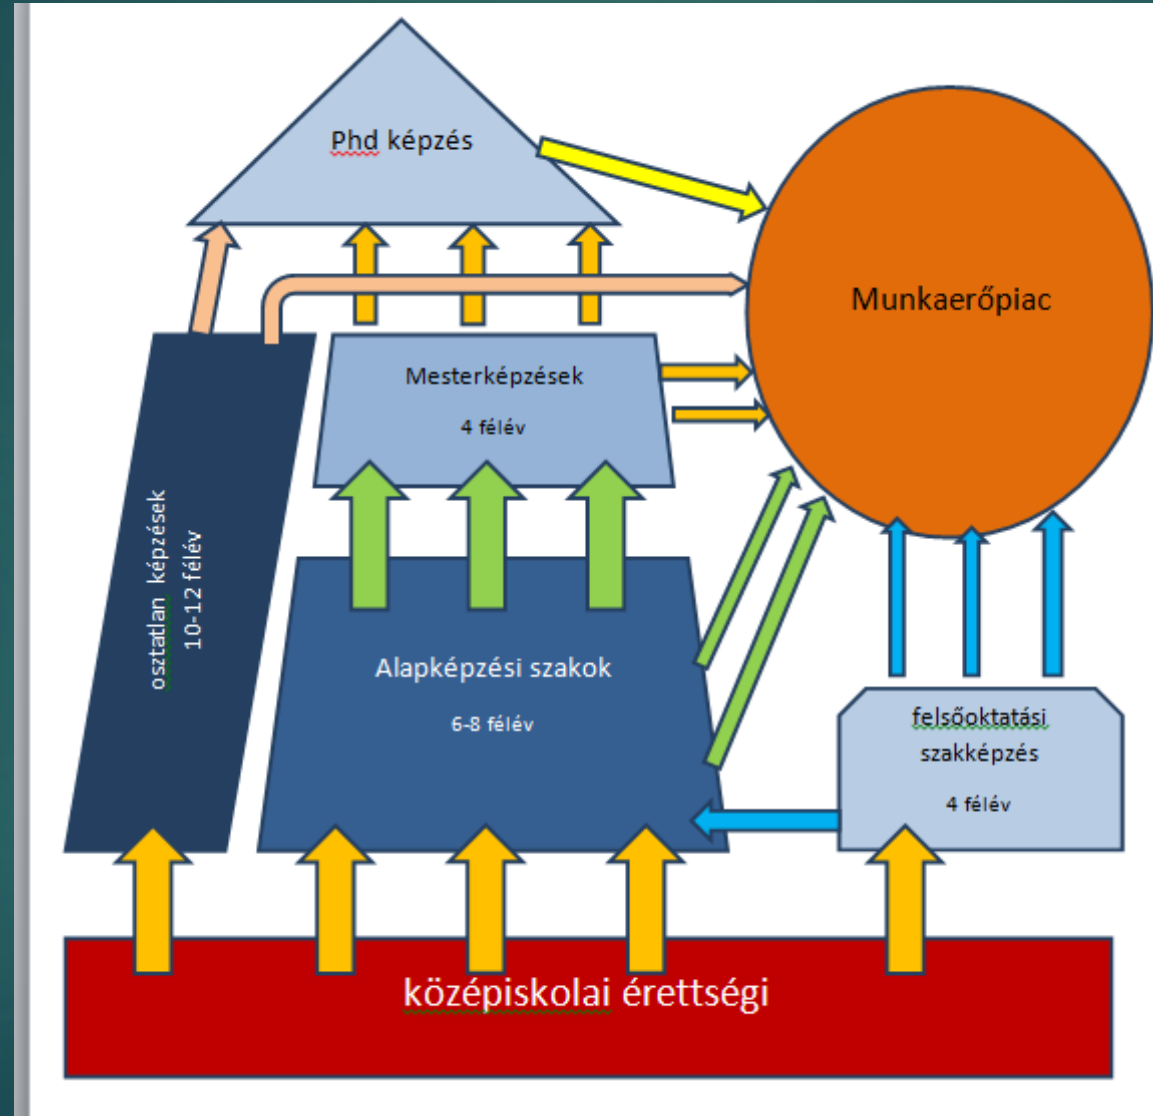 Phd képzés
Munkaerőpiac
Mesterképzések
4 félév
osztatlan képzések
10-12 félév
Alapképzési szakok
6-8 félév
felsőoktatási
szakképzés
4 félév
középiskolai érettségi